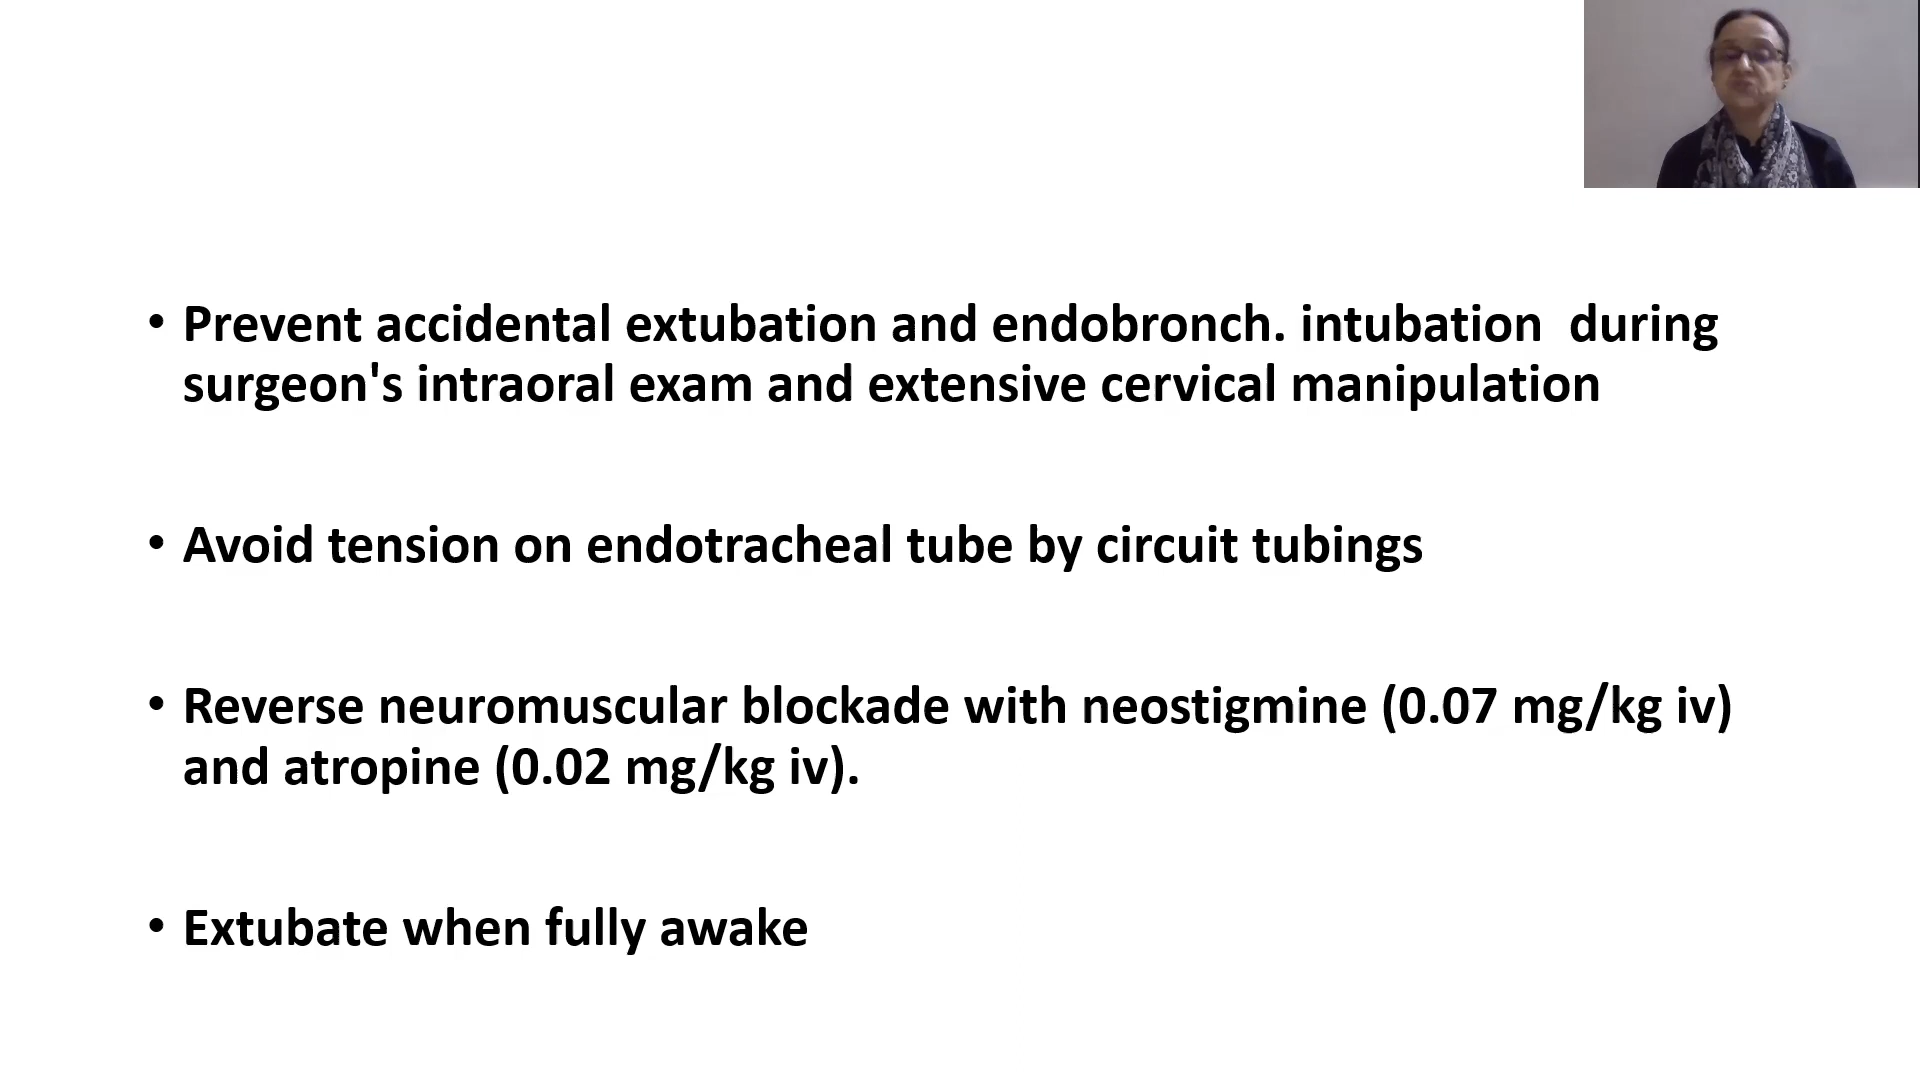 • Prevent accidental extubation and endobronch. intubation  during
surgeon's intraoral exam and extensive cervical manipulation
• Avoid tension on endotracheal tube by circuit tubings
• Reverse neuromuscular blockade with neostigmine (0.07 mg/kg iv)
and atropine (0.02 mg/kg iv).
• Extubate when fully awake